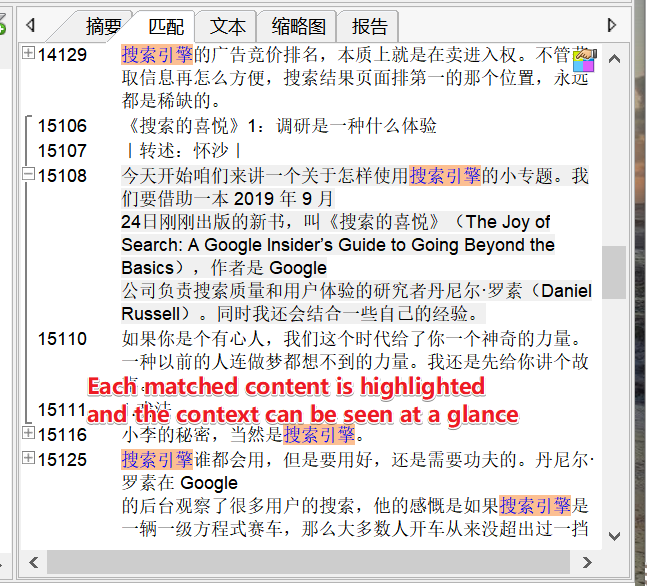 摘要 匹配 文本 缩略图 报告
14129 搜索引擎的广告竞价排名，本质上就是在卖进入权。不管
取信息再怎么方便，搜索结果页面排第一的那个位置，永远
都是稀缺的。
15106 《搜索的喜悦》1：调研是一种什么体验
15107 丨转述：怀沙丨
15108 今天开始咱们来讲一个关于怎样使用搜索引擎的小专题。我
们要借助一本 2019 年 9 月
24日刚刚出版的新书，叫《搜索的喜悦》（The Joy of
Search: A Google Insider’s Guide to Going Beyond the
Basics），作者是 Google
公司负责搜索质量和用户体验的研究者丹尼尔·罗素（Daniel
Russell）。同时我还会结合一些自己的经验。
15110 如果你是个有心人，我们这个时代给了你一个神奇的力量。
一种以前的人连做梦都想不到的力量。我还是先给你讲个故
Each matched content is highlighted
15111
and the context can be seen at a glance
15116 小李的秘密，当然是搜索引擎。
15125 搜索引擎谁都会用，但是要用好，还是需要功夫的。丹尼尔·
罗素在 Google
的后台观察了很多用户的搜索，他的感慨是如果搜索引擎是
一辆一级方程式赛车，那么大多数人开车从来没超出过一挡